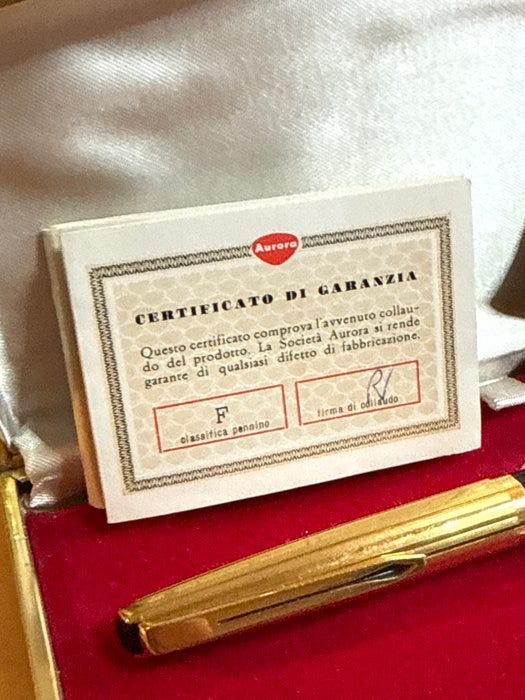 Aurora
CERTIFICATO DI GARANZIA
Questo certificato comprova l'avvenuto collau-
do del prodotto. La Società Aurora si rende
garante di qualsiasi difetto di fabbricazione.
F
classifica pennino
firma di collaudo